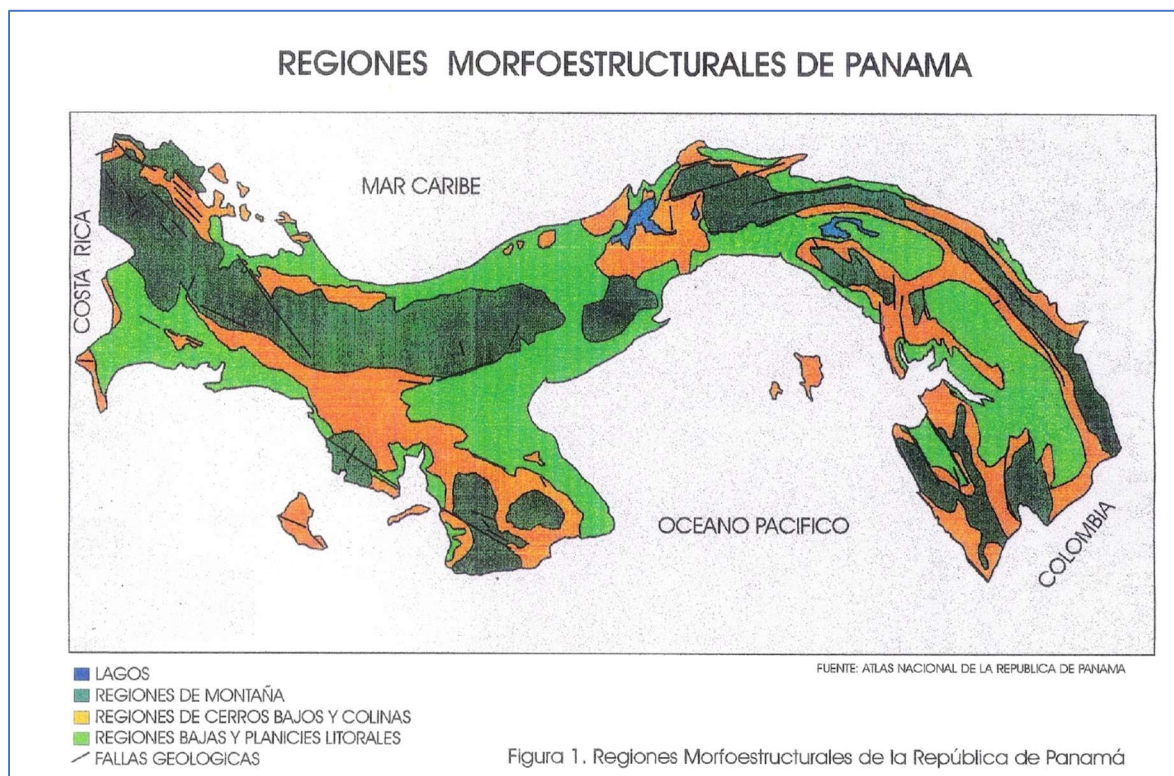 REGIONES MORFOESTRUCTURALES DE PANAMA
MAR CARIBE
COSTA RICA
OCEANO PACIFICO
COLOMBIA
FUENTE: ATLAS NACIONAL DE LA REPUBLICA DE PANAMA
LAGOS
REGIONES DE MONTAÑA
REGIONES DE CERROS BAJOS Y COLINAS
REGIONES BAJAS Y PLANICIES LITORALES
FALLAS GEOLOGICAS
Figura 1. Regiones Morfoestructurales de la República de Panamá